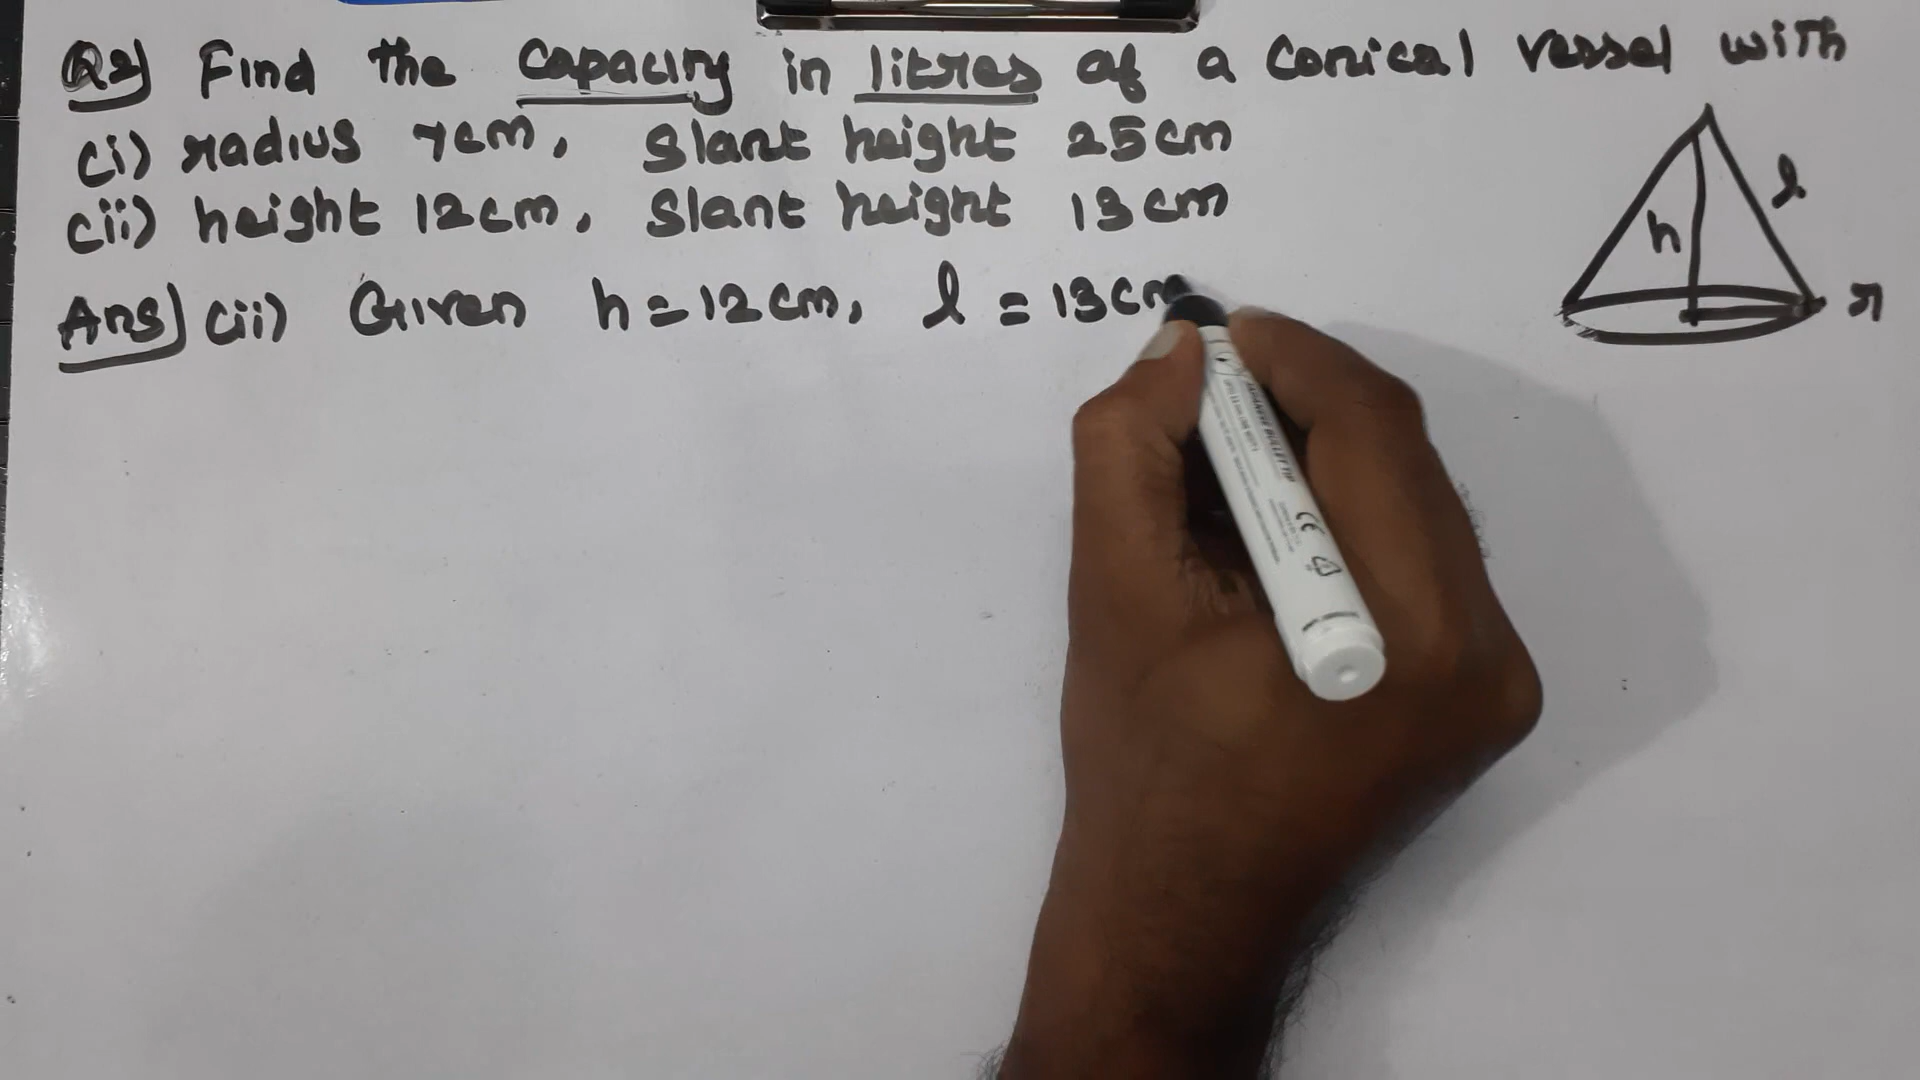 Q2) Find the capacity in litres of a conical vessel with
(i) radius 7cm, Slant height 25cm
(ii) height 12cm, Slant height 13cm
h
l
r
Ans) (ii) Given h=12cm, l = 13cm
CE